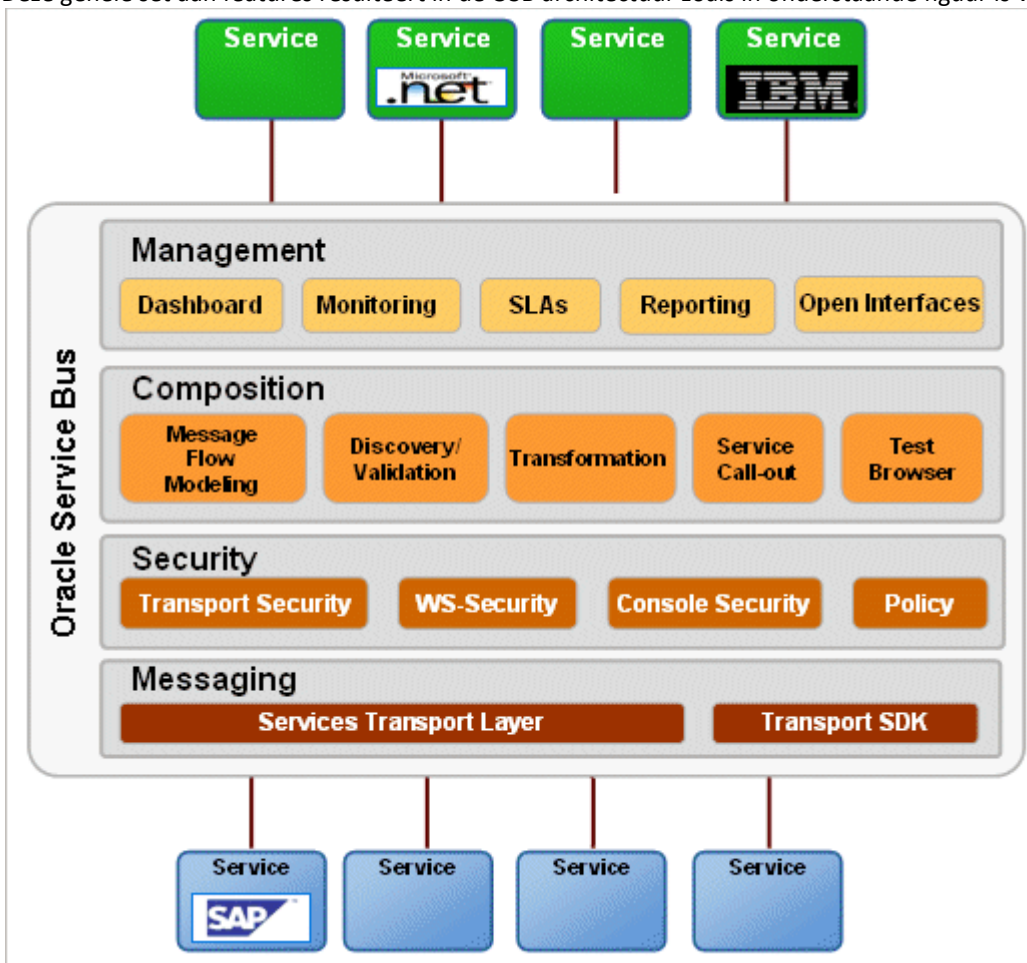 Service Service Service Service
Microsoft
.net
IBM
Oracle Service Bus
Management
Dashboard Monitoring SLAs Reporting Open Interfaces
Composition
Message
Flow
Modeling
Discovery/
Validation
Transformation
Service
Call-out
Test
Browser
Security
Transport Security WS-Security Console Security Policy
Messaging
Services Transport Layer Transport SDK
Service Service Service Service
SAP